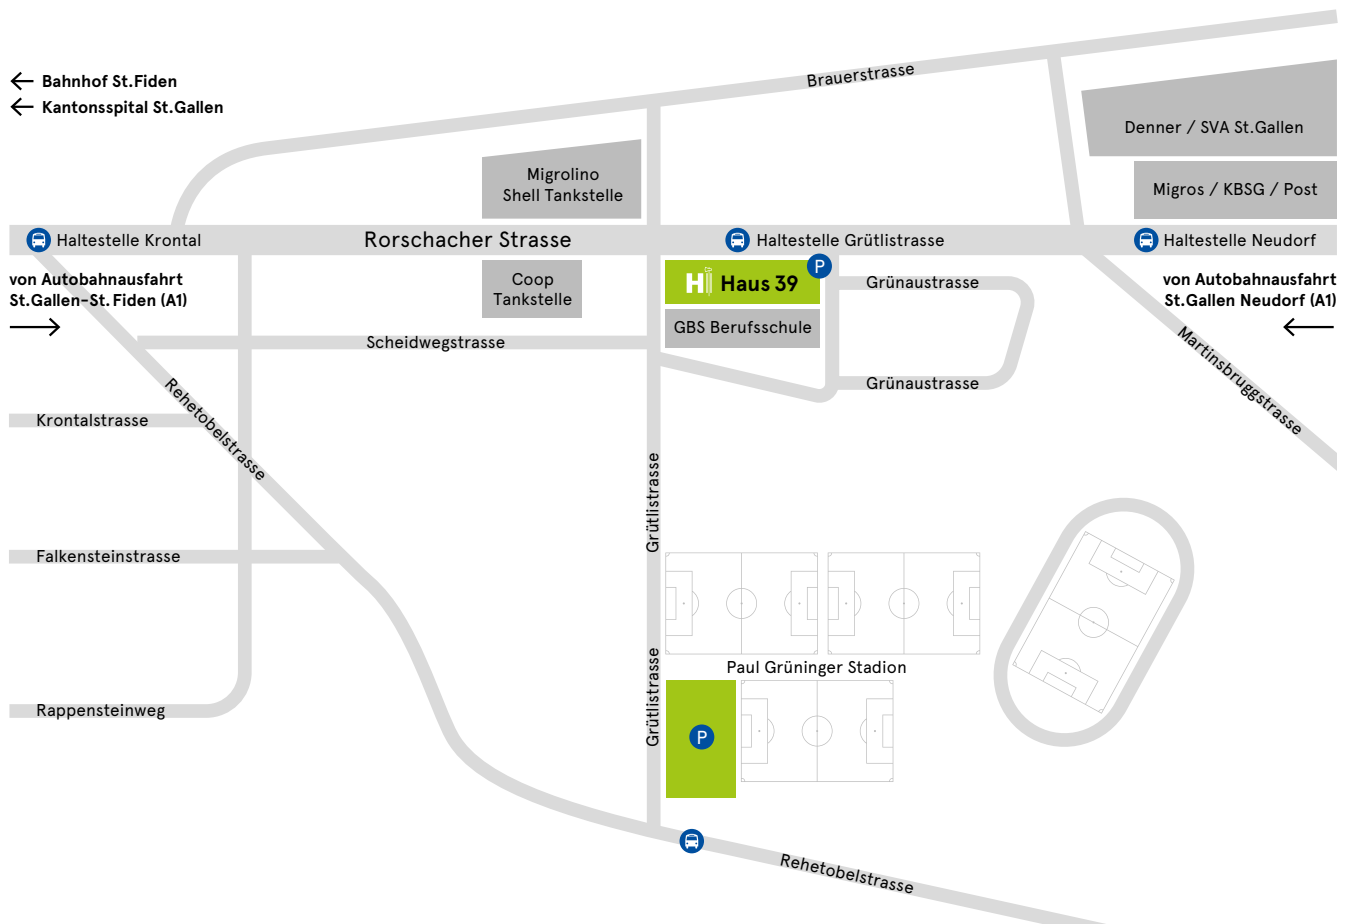 Brauerstrasse
Bahnhof St.Fiden
Kantonsspital St.Gallen
Denner / SVA St.Gallen
Migrolino
Shell Tankstelle
Migros / KBSG / Post
Haltestelle Krontal
Rorschacher Strasse
Haltestelle Grütlistrasse
Haltestelle Neudorf
von Autobahnausfahrt
St.Gallen-St. Fiden (A1)
Coop
Tankstelle
P
Hi Haus 39
Grünaustrasse
von Autobahnausfahrt
St.Gallen Neudorf (A1)
GBS Berufsschule
Scheidwegstrasse
Grünaustrasse
Martinsbruggstrasse
Krontalstrasse
Rehetobelstrasse
Grütlistrasse
Falkensteinstrasse
Paul Grüninger Stadion
Grütlistrasse
Rappensteinweg
P
Rehetobelstrasse